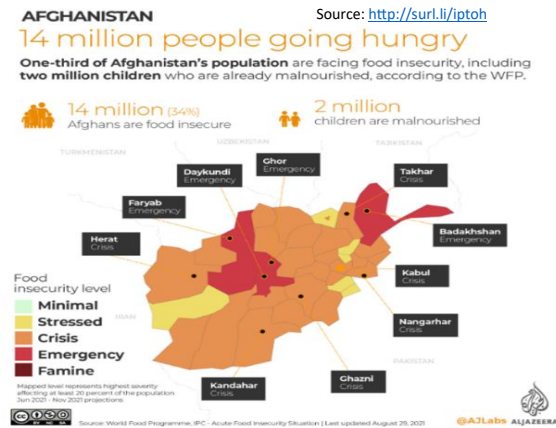 AFGHANISTAN
Source: http://surl.li/iptoh
14 million people going hungry
One-third of Afghanistan's population are facing food insecurity, including
two million children who are already malnourished, according to the WFP.
14 million (34%)
Afghans are food insecure
2 million
children are malnourished
UZBEKISTAN
TAJIKISTAN
TURKMENISTAN
Ghor
Emergency
Daykundi
Emergency
Takhar
Crisis
Faryab
Emergency
Badakhshan
Emergency
Herat
Crisis
Kabul
Crisis
Food
insecurity level
Minimal
Stressed
Crisis
Emergency
Famine
IRAN
Nangarhar
Crisis
PAKISTAN
Ghazni
Crisis
Kandahar
Crisis
Mapped level represents highest severity
affecting at least 20 percent of the population
Jun 2021 - Nov 2021 projections
Source: World Food Programme, IPC - Acute Food Insecurity Situation | Last updated August 29, 2021
@AJLabs ALJAZEERA